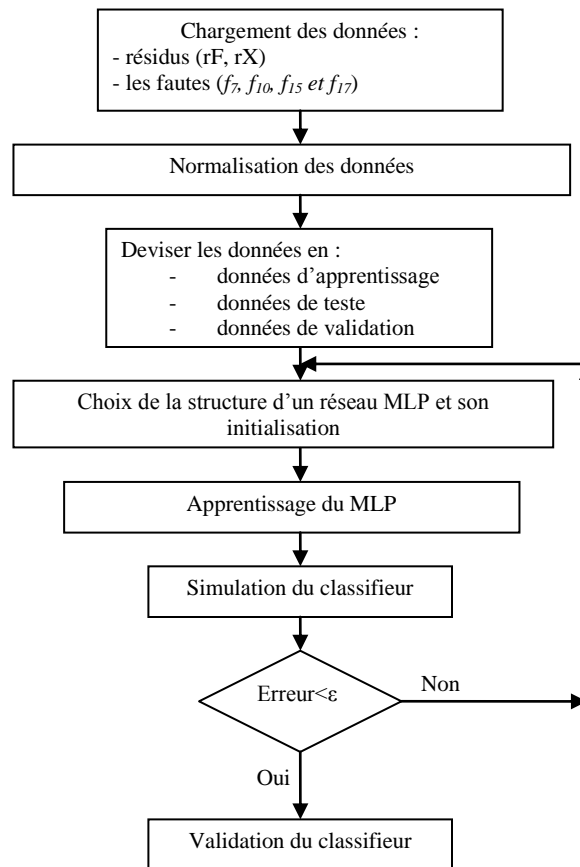 Chargement des données :
- résidus (rF, rX)
- les fautes (f7, f10, f15 et f17)
Normalisation des données
Deviser les données en :
- données d’apprentissage
- données de teste
- données de validation
Choix de la structure d’un réseau MLP et son
initialisation
Apprentissage du MLP
Simulation du classifieur
Erreur<ε
Non
Oui
Validation du classifieur